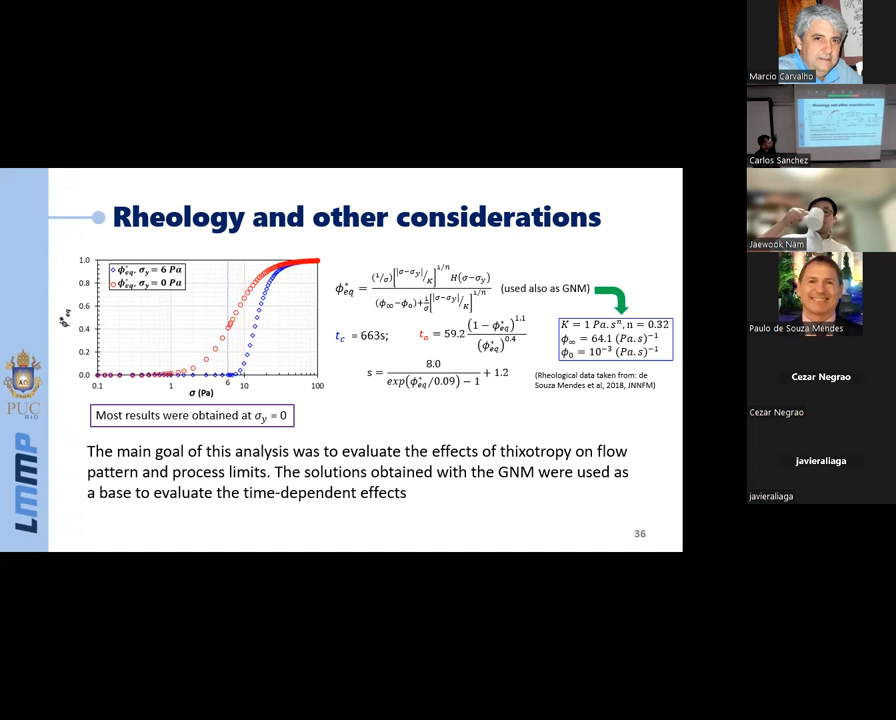 Rheology and other considerations
ϕ*eq, σy = 6 Pa
ϕ*eq, σy = 0 Pa
1.0
0.8
0.6
0.4
0.2
0.0
ϕ*eq
0.1
1
6
10
100
σ (Pa)
ϕ*eq = (1/σ)[|σ−σy|/K]^1/n H(σ−σy) / (ϕ∞−ϕ0)+1/σ[|σ−σy|/K]^1/n (used also as GNM)
tc = 663s; ta = 59.2 (1 − ϕ*eq)^1.1 / (ϕ*eq)^0.4
s = 8.0 / exp(ϕ*eq/0.09) − 1 + 1.2
K = 1 Pa.s^n, n = 0.32
ϕ∞ = 64.1 (Pa.s)^−1
ϕ0 = 10^−3 (Pa.s)^−1
(Rheological data taken from: de
Souza Mendes et al, 2018, JNNFM)
Most results were obtained at σy = 0
The main goal of this analysis was to evaluate the effects of thixotropy on flow
pattern and process limits. The solutions obtained with the GNM were used as
a base to evaluate the time-dependent effects
36
PUC
RIO
LMMP
Marcio Carvalho
Rheology and other considerations
Carlos Sanchez
Jaewook Nam
Paulo de Souza Mendes
Cezar Negrao
Cezar Negrao
javieraliaga
javieraliaga